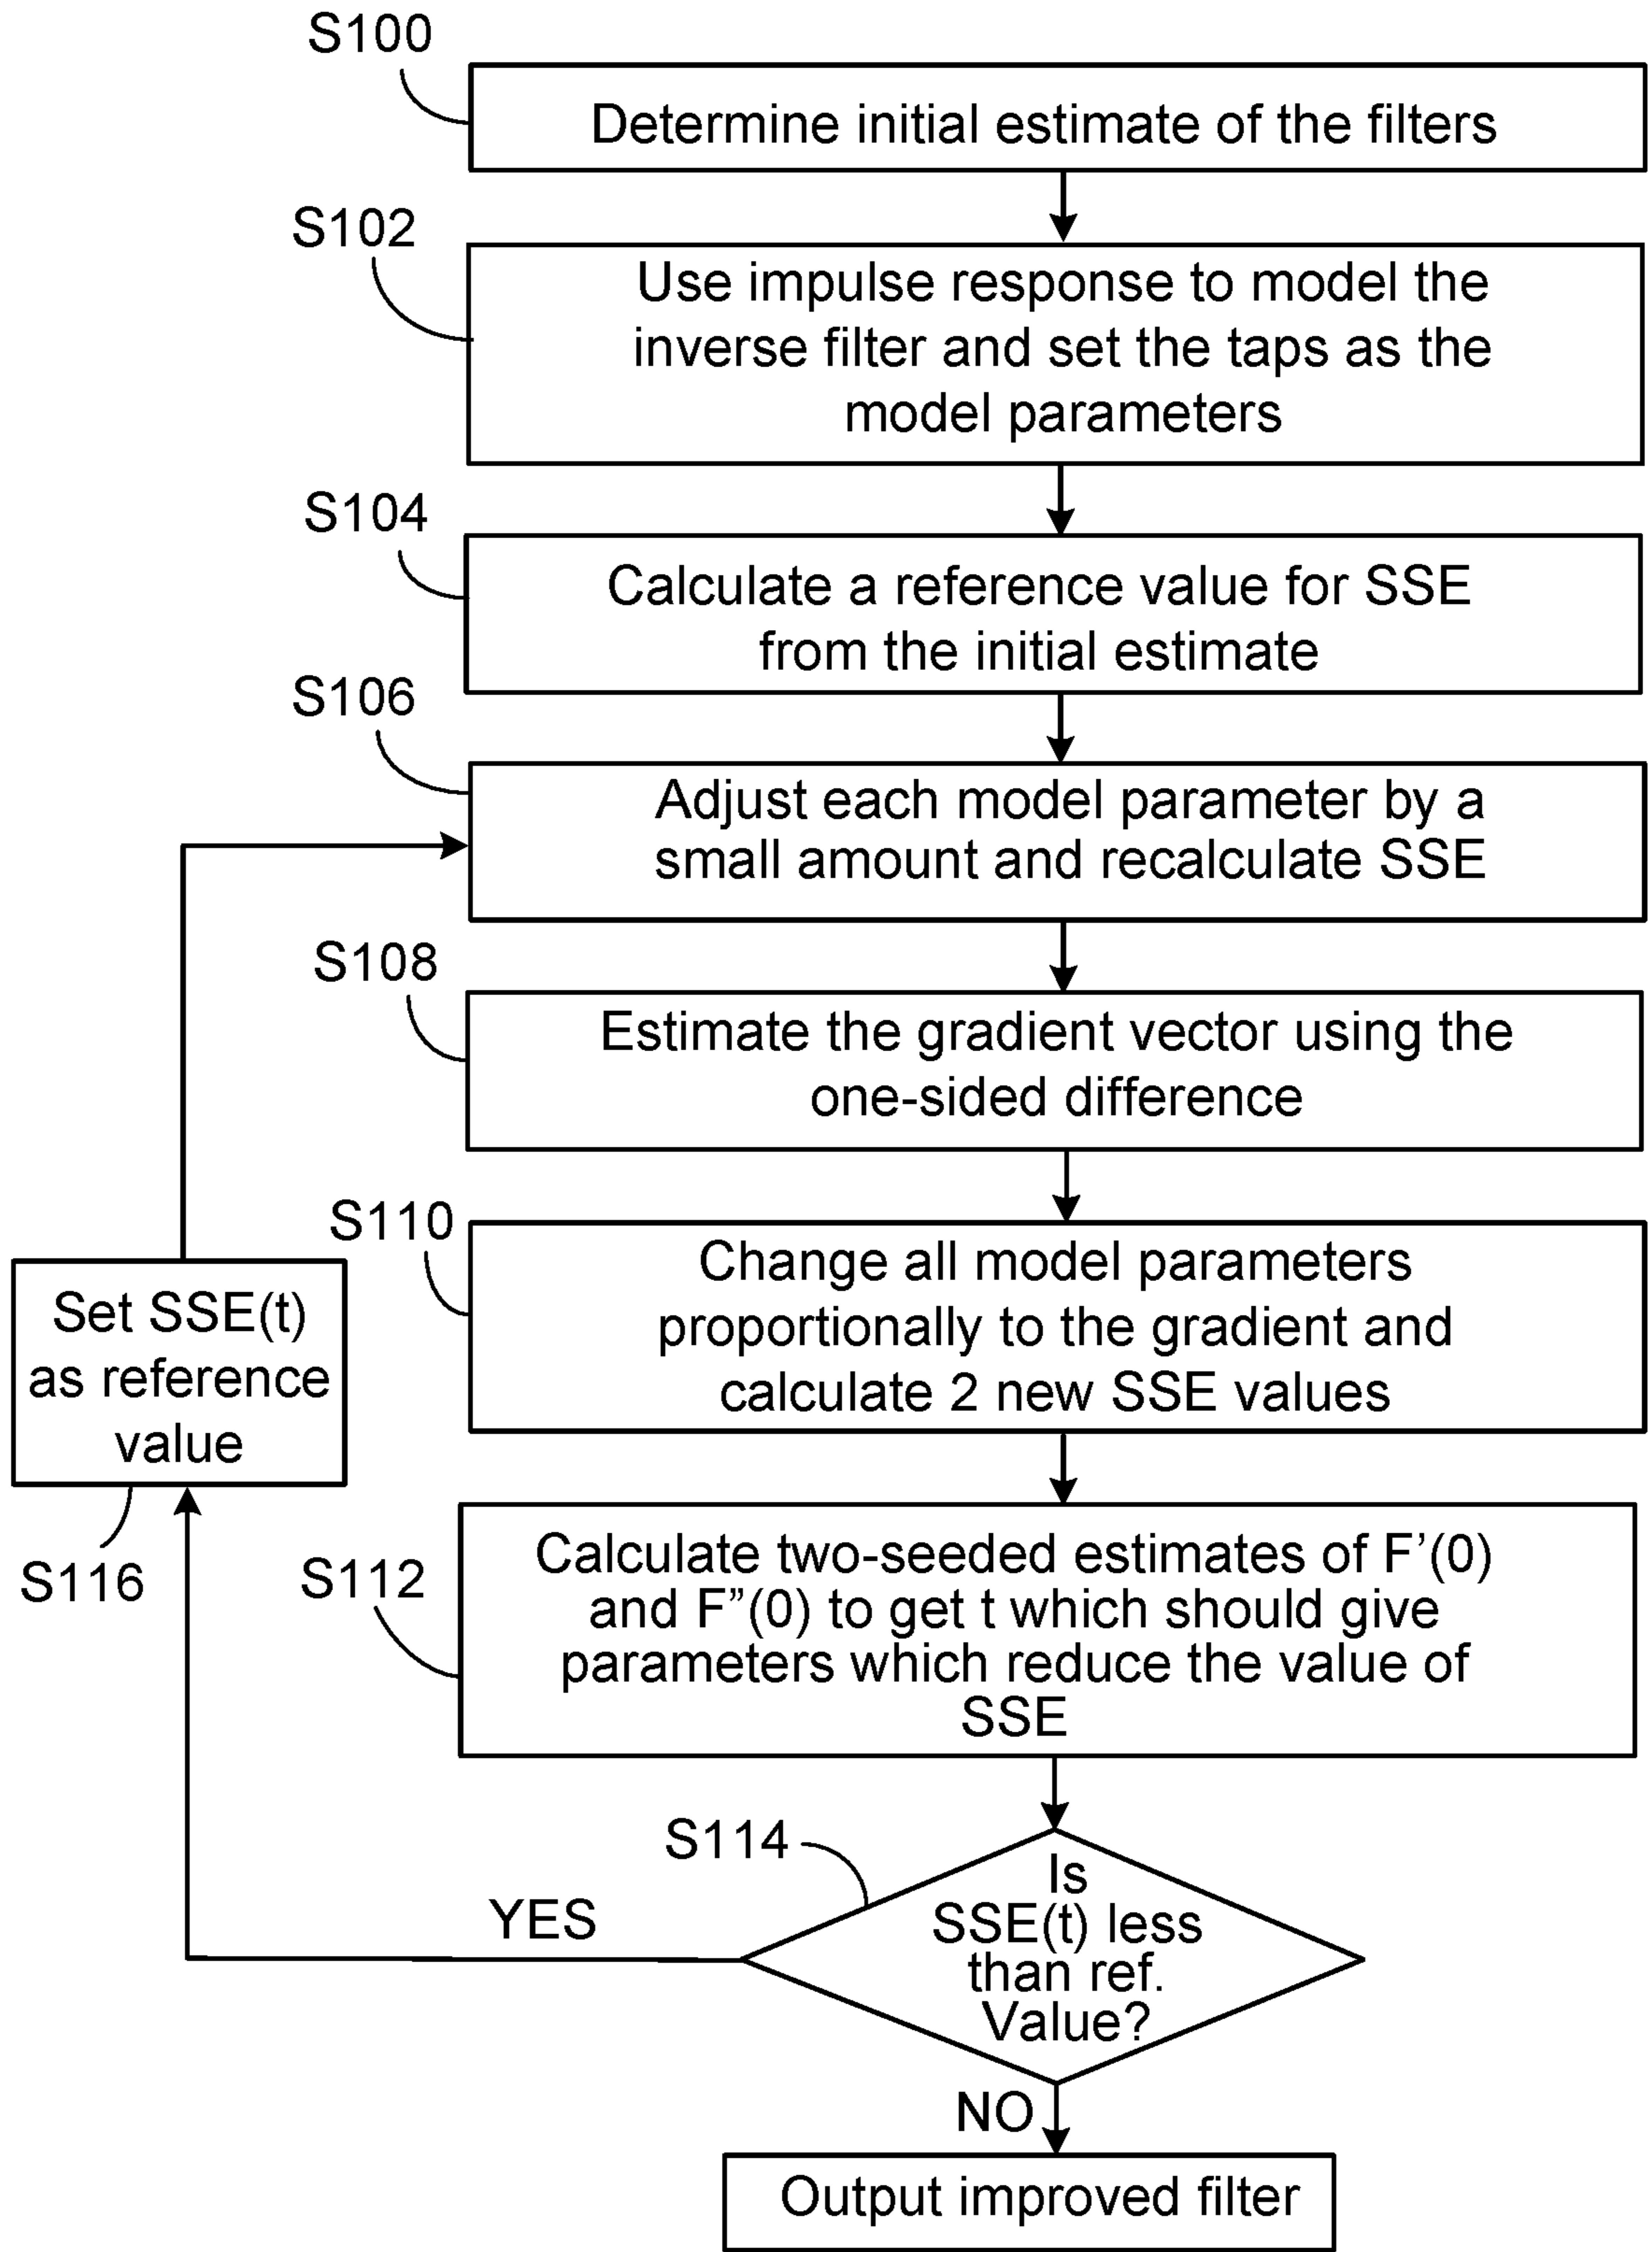 S100
Determine initial estimate of the filters
S102
Use impulse response to model the
inverse filter and set the taps as the
model parameters
S104
Calculate a reference value for SSE
from the initial estimate
S106
Adjust each model parameter by a
small amount and recalculate SSE
S108
Estimate the gradient vector using the
one-sided difference
S110
Change all model parameters
proportionally to the gradient and
calculate 2 new SSE values
Set SSE(t)
as reference
value
S116
S112
Calculate two-seeded estimates of F’(0)
and F”(0) to get t which should give
parameters which reduce the value of
SSE
S114
Is
SSE(t) less
than ref.
Value?
YES
NO
Output improved filter